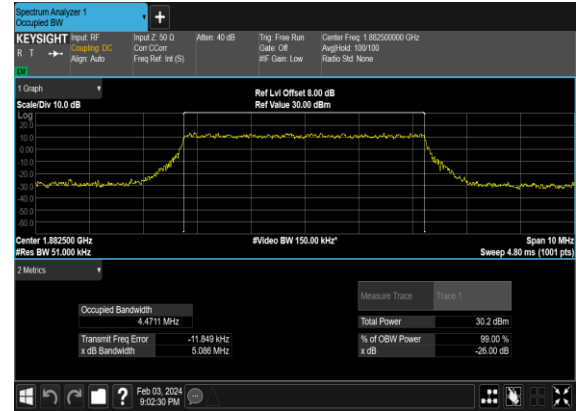 Spectrum Analyzer 1
Occupied BW
+
KEYSIGHT Input: RF Input Z: 50 Ω Atten: 40 dB Trig: Free Run Center Freq: 1.882500000 GHz
R T Coupling: DC Corr CCorr Gate: Off Avg|Hold: 100/100
Align: Auto Freq Ref: Int (S) #IF Gain: Low Radio Std: None
LV
1 Graph
Ref Lvl Offset 8.00 dB
Scale/Div 10.0 dB Ref Value 30.00 dBm
Log
20.0
10.0
0.00
-10.0
-20.0
-30.0
-40.0
-50.0
-60.0
Center 1.882500 GHz #Video BW 150.00 kHz* Span 10 MHz
#Res BW 51.000 kHz Sweep 4.80 ms (1001 pts)
2 Metrics
Measure Trace Trace 1
Occupied Bandwidth
4.4711 MHz Total Power 30.2 dBm
Transmit Freq Error -11.849 kHz % of OBW Power 99.00 %
x dB Bandwidth 5.086 MHz x dB -26.00 dB
? Feb 03, 2024
9:02:30 PM